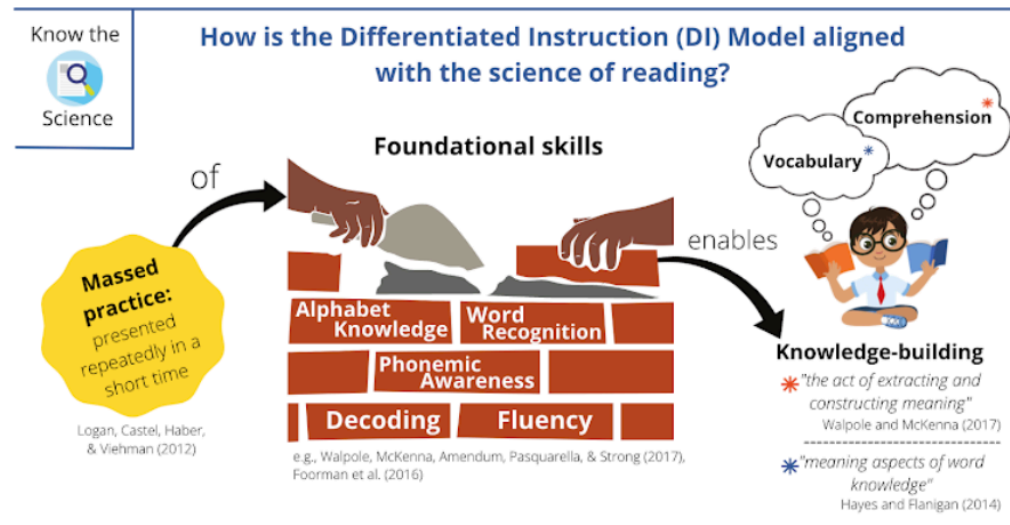 Know the
Science
How is the Differentiated Instruction (DI) Model aligned
with the science of reading?
of
Massed
practice:
presented
repeatedly in a
short time
Logan, Castel, Haber,
& Viehman (2012)
Foundational skills
Alphabet
Knowledge
Word
Recognition
Phonemic
Awareness
Decoding
Fluency
e.g., Walpole, McKenna, Amendum, Pasquarella, & Strong (2017),
Foorman et al. (2016)
enables
Comprehension *
Vocabulary *
Knowledge-building
* "the act of extracting and
constructing meaning"
Walpole and McKenna (2017)
* "meaning aspects of word
knowledge"
Hayes and Flanigan (2014)